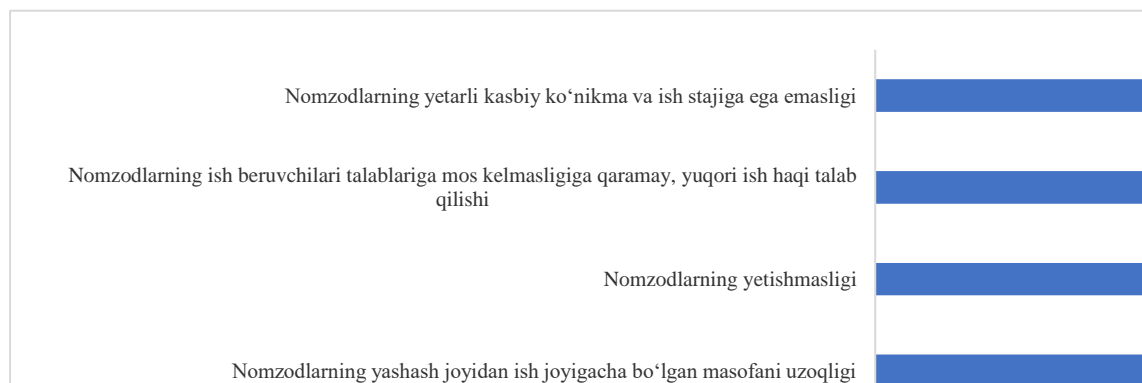 Nomzodlarning yetarli kasbiy ko‘nikma va ish stajiga ega emasligi
Nomzodlarning ish beruvchilari talablariga mos kelmasligiga qaramay, yuqori ish haqi talab
qilishi
Nomzodlarning yetishmasligi
Nomzodlarning yashash joyidan ish joyigacha bo‘lgan masofani uzoqligi